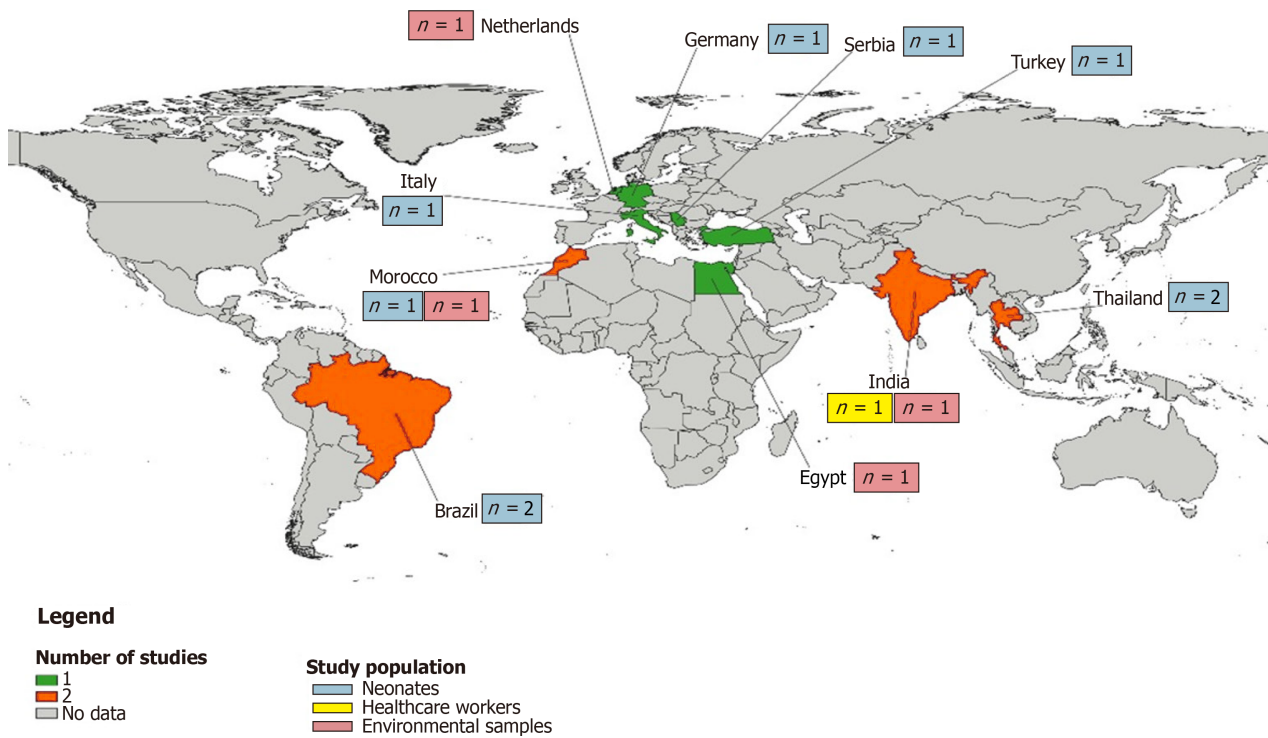 n = 1 Netherlands
Germany n = 1
Serbia n = 1
Turkey n = 1
Italy
n = 1
Morocco
n = 1 n = 1
Thailand n = 2
India
n = 1 n = 1
Egypt n = 1
Brazil n = 2
Legend
Number of studies
1
2
No data
Study population
Neonates
Healthcare workers
Environmental samples